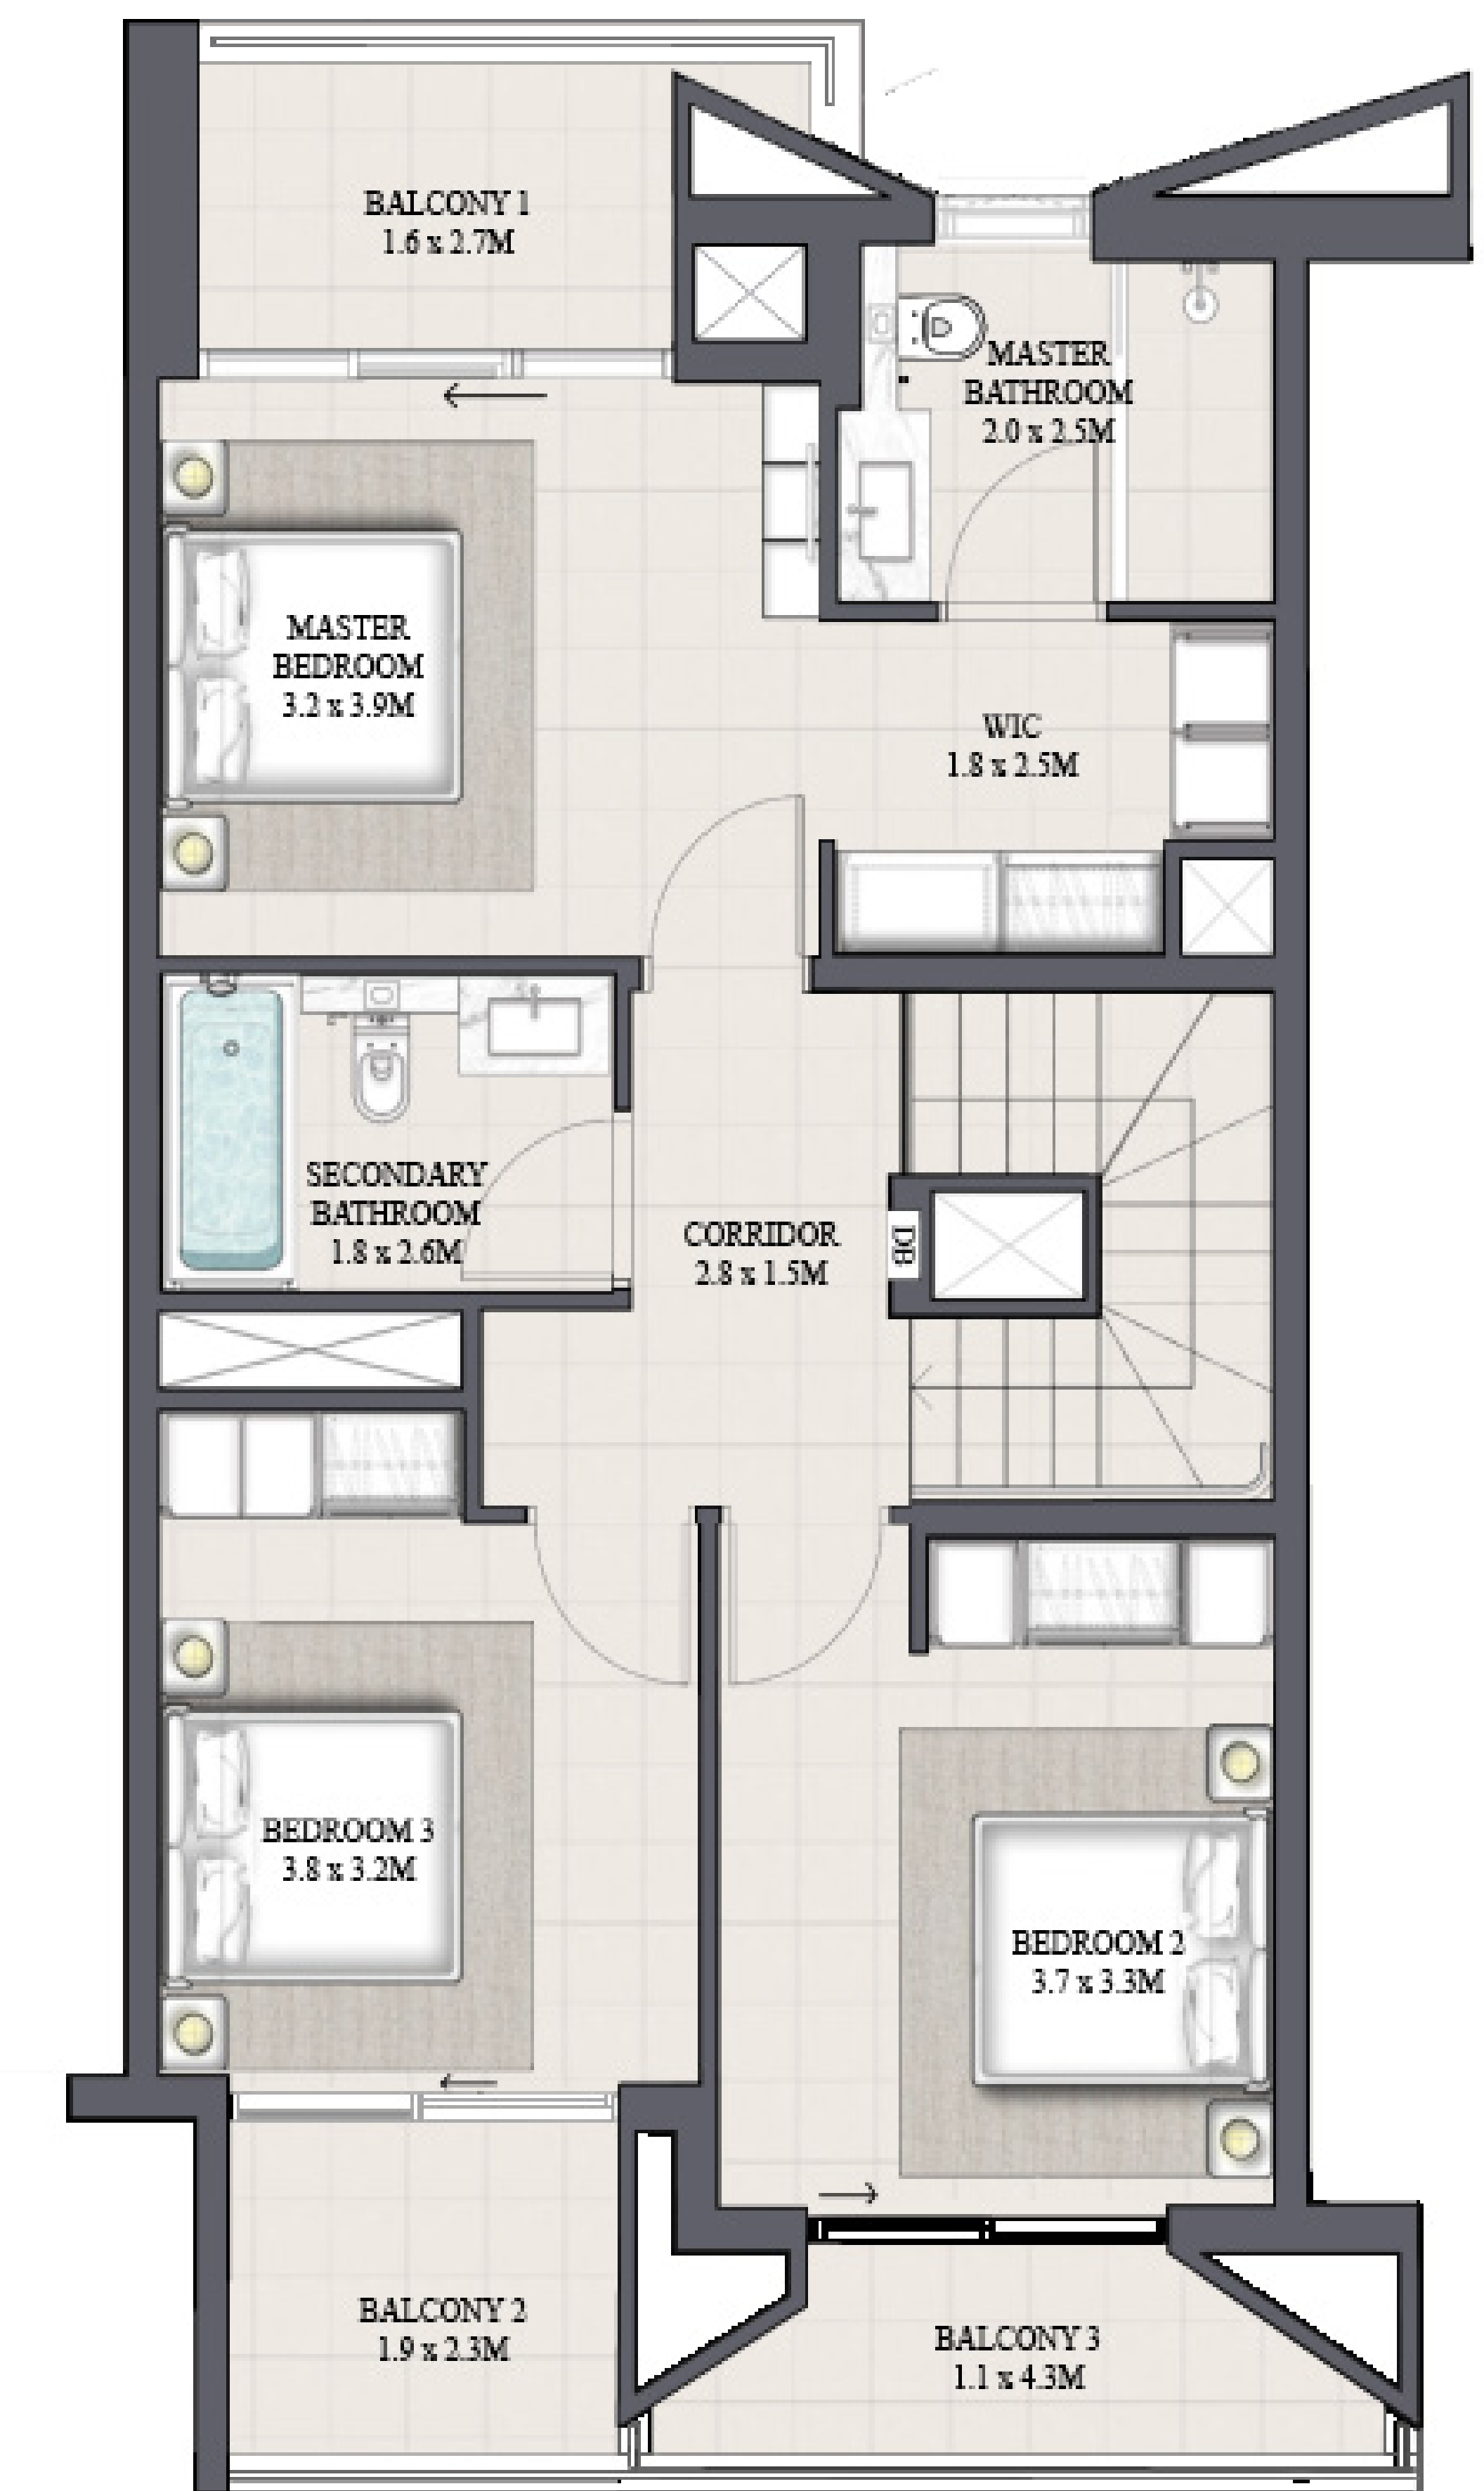 BALCONY 1
1.6 x 2.7M
MASTER
BATHROOM
2.0 x 2.5M
MASTER
BEDROOM
3.2 x 3.9M
WIC
1.8 x 2.5M
SECONDARY
BATHROOM
1.8 x 2.6M
CORRIDOR
2.8 x 1.5M
DB
BEDROOM 3
3.8 x 3.2M
BEDROOM 2
3.7 x 3.3M
BALCONY 2
1.9 x 2.3M
BALCONY 3
1.1 x 4.3M